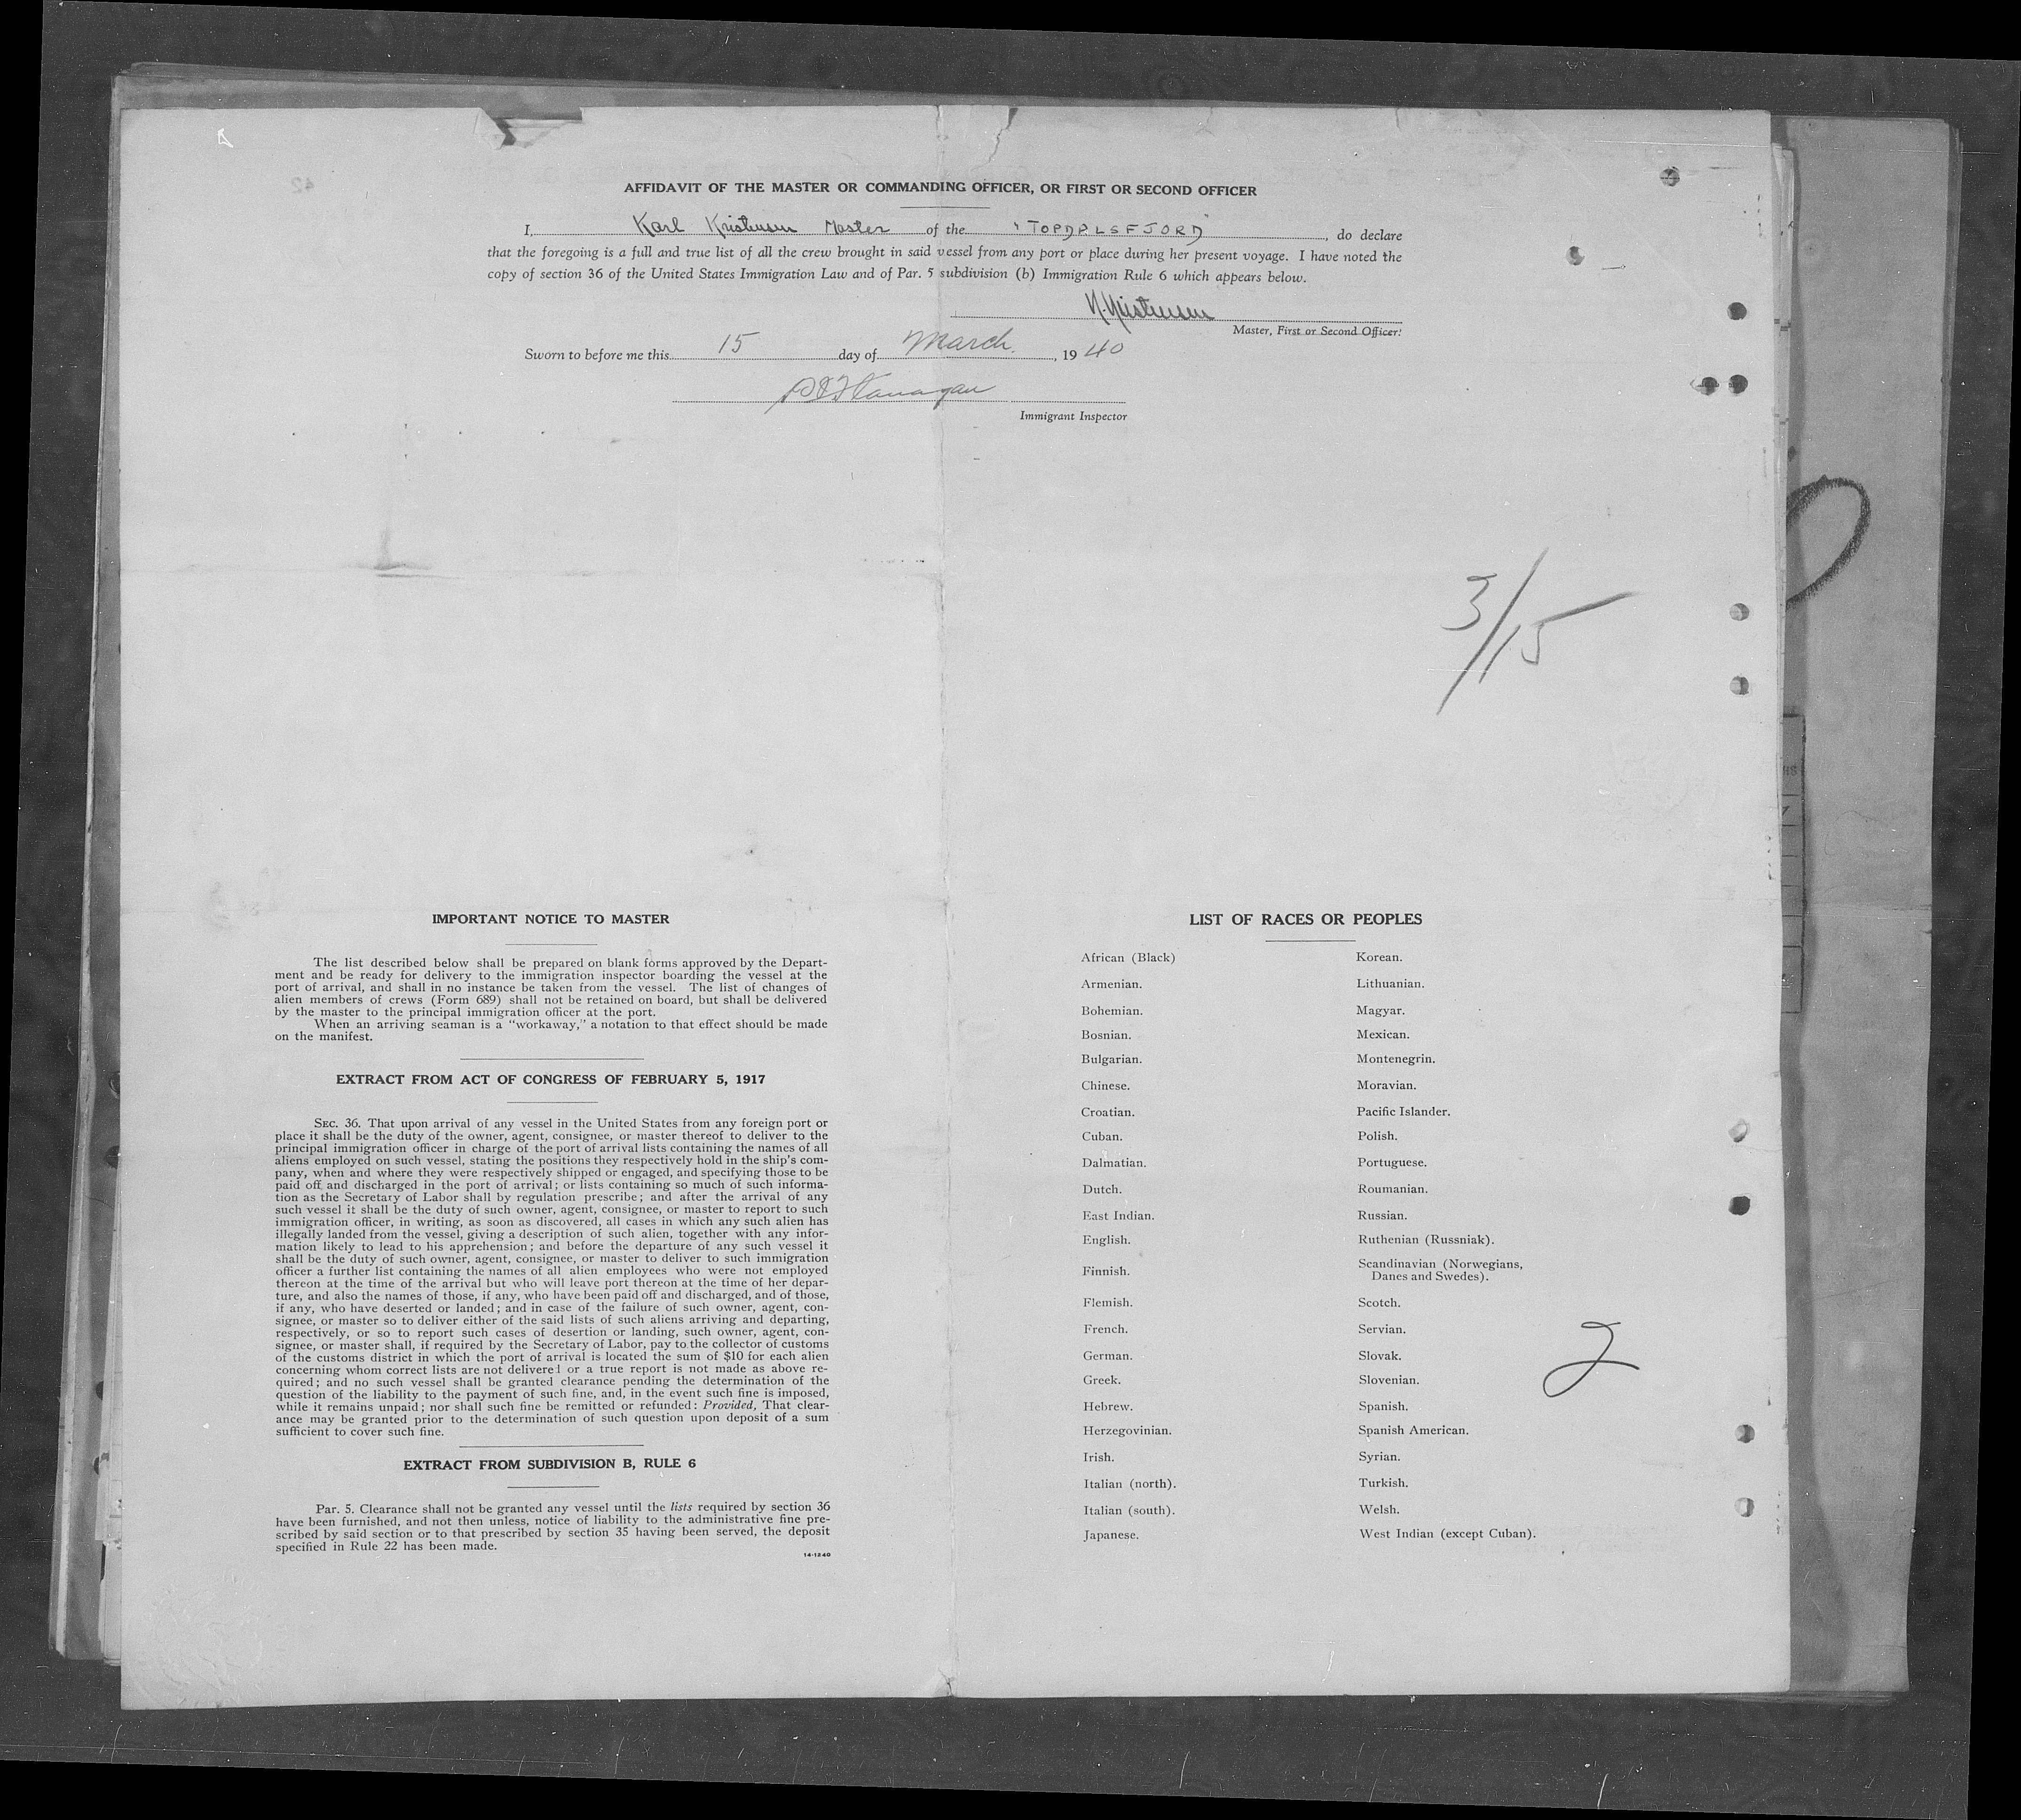 AFFIDAVIT OF THE MASTER OR COMMANDING OFFICER, OR FIRST OR SECOND OFFICER
I, Karl Kristensen Master of the "TOPDALSFJORD", do declare
that the foregoing is a full and true list of all the crew brought in said vessel from any port or place during her present voyage. I have noted the
copy of section 36 of the United States Immigration Law and of Par. 5 subdivision (b) Immigration Rule 6 which appears below.
K. Kristensen
Master, First or Second Officer.
Sworn to before me this 15 day of March, 1940
Flanagan
Immigrant Inspector
3/15
IMPORTANT NOTICE TO MASTER
The list described below shall be prepared on blank forms approved by the Depart-
ment and be ready for delivery to the immigration inspector boarding the vessel at the
port of arrival, and shall in no instance be taken from the vessel. The list of changes of
alien members of crews (Form 689) shall not be retained on board, but shall be delivered
by the master to the principal immigration officer at the port.
When an arriving seaman is a "workaway," a notation to that effect should be made
on the manifest.
EXTRACT FROM ACT OF CONGRESS OF FEBRUARY 5, 1917
SEC. 36. That upon arrival of any vessel in the United States from any foreign port or
place it shall be the duty of the owner, agent, consignee, or master thereof to deliver to the
principal immigration officer in charge of the port of arrival lists containing the names of all
aliens employed on such vessel, stating the positions they respectively hold in the ship's com-
pany, when and where they were respectively shipped or engaged, and specifying those to be
paid off and discharged in the port of arrival; or lists containing so much of such informa-
tion as the Secretary of Labor shall by regulation prescribe; and after the arrival of any
such vessel it shall be the duty of such owner, agent, consignee, or master to report to such
immigration officer, in writing, as soon as discovered, all cases in which any such alien has
illegally landed from the vessel, giving a description of such alien, together with any infor-
mation likely to lead to his apprehension; and before the departure of any such vessel it
shall be the duty of such owner, agent, consignee, or master to deliver to such immigration
officer a further list containing the names of all alien employees who were not employed
thereon at the time of the arrival but who will leave port thereon at the time of her depar-
ture, and also the names of those, if any, who have been paid off and discharged, and of those,
if any, who have deserted or landed; and in case of the failure of such owner, agent, con-
signee, or master so to deliver either of the said lists of such aliens arriving and departing,
respectively, or so to report such cases of desertion or landing, such owner, agent, con-
signee, or master shall, if required by the Secretary of Labor, pay to the collector of customs
of the customs district in which the port of arrival is located the sum of $10 for each alien
concerning whom correct lists are not delivered or a true report is not made as above re-
quired; and no such vessel shall be granted clearance pending the determination of the
question of the liability to the payment of such fine, and, in the event such fine is imposed,
while it remains unpaid; nor shall such fine be remitted or refunded: Provided, That clear-
ance may be granted prior to the determination of such question upon deposit of a sum
sufficient to cover such fine.
EXTRACT FROM SUBDIVISION B, RULE 6
Par. 5. Clearance shall not be granted any vessel until the lists required by section 36
have been furnished, and not then unless, notice of liability to the administrative fine pre-
scribed by said section or to that prescribed by section 35 having been served, the deposit
specified in Rule 22 has been made.
14-1240
LIST OF RACES OR PEOPLES
African (Black)
Armenian.
Bohemian.
Bosnian.
Bulgarian.
Chinese.
Croatian.
Cuban.
Dalmatian.
Dutch.
East Indian.
English.
Finnish.
Flemish.
French.
German.
Greek.
Hebrew.
Herzegovinian.
Irish.
Italian (north).
Italian (south).
Japanese.
Korean.
Lithuanian.
Magyar.
Mexican.
Montenegrin.
Moravian.
Pacific Islander.
Polish.
Portuguese.
Roumanian.
Russian.
Ruthenian (Russniak).
Scandinavian (Norwegians,
Danes and Swedes).
Scotch.
Servian.
Slovak.
Slovenian.
Spanish.
Spanish American.
Syrian.
Turkish.
Welsh.
West Indian (except Cuban).
2